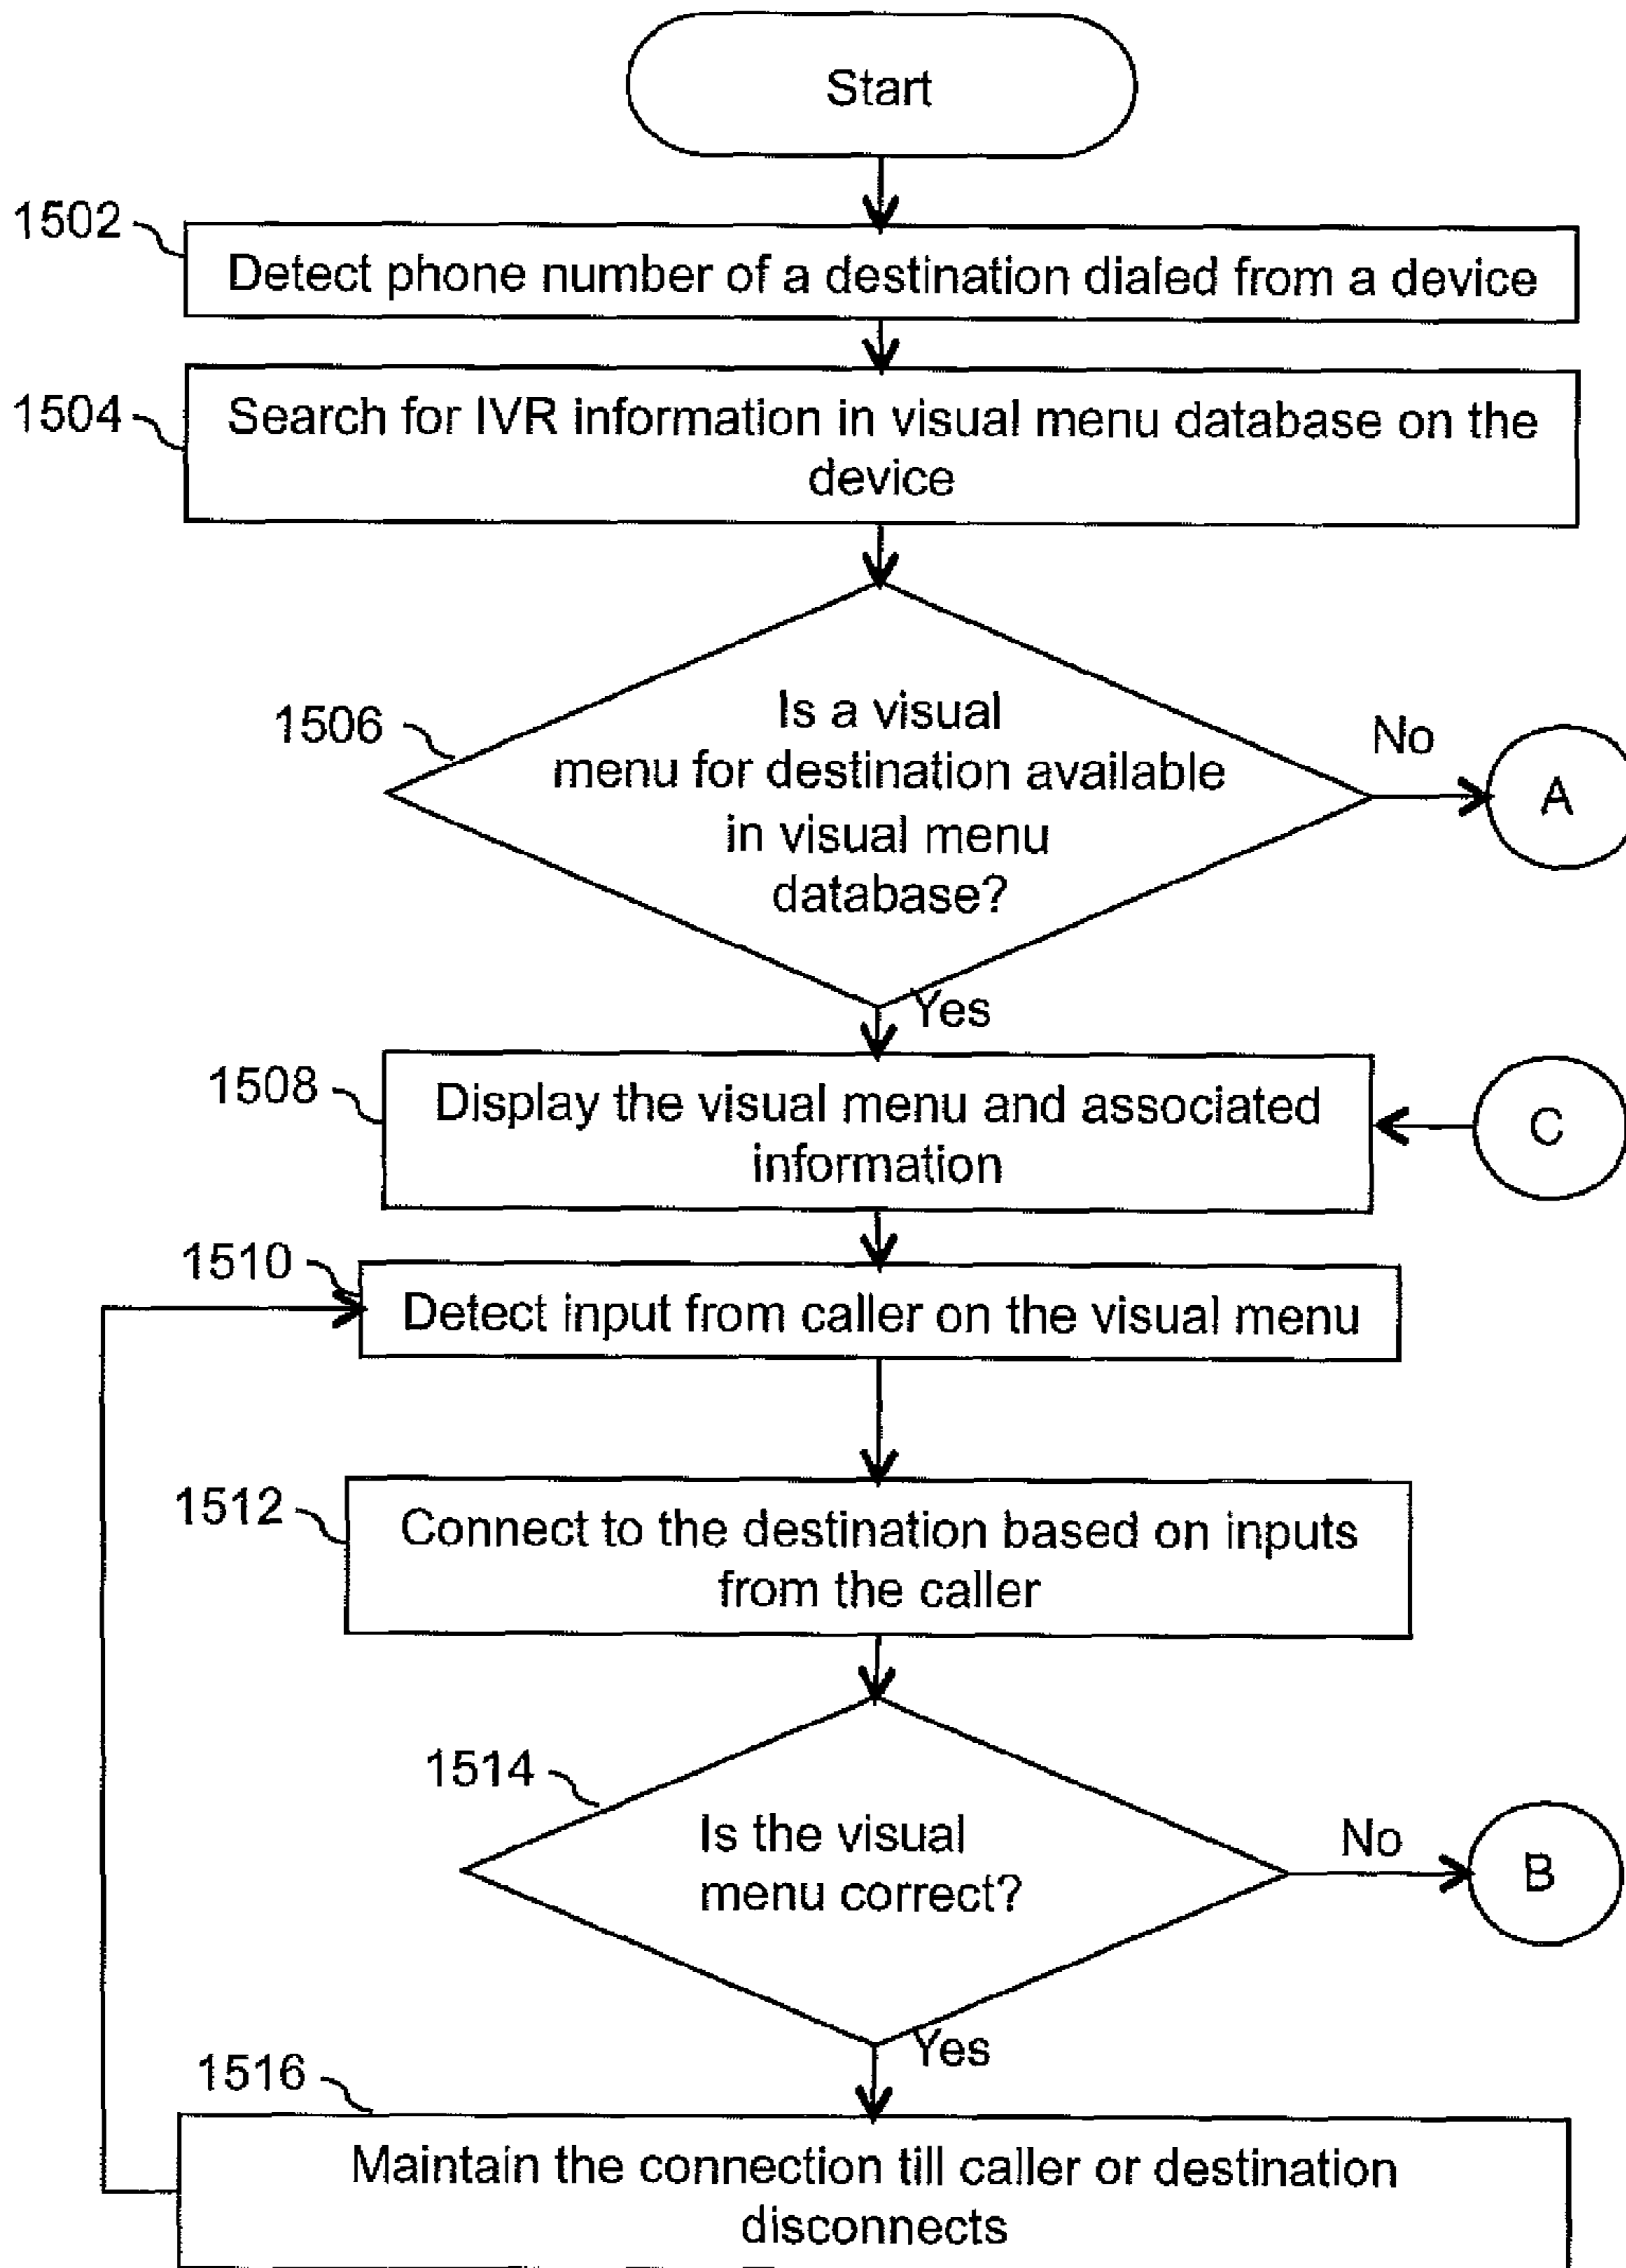 Start
1502
Detect phone number of a destination dialed from a device
1504
Search for IVR information in visual menu database on the
device
1506
Is a visual
menu for destination available
in visual menu
database?
No
A
Yes
1508
Display the visual menu and associated
information
C
1510
Detect input from caller on the visual menu
1512
Connect to the destination based on inputs
from the caller
1514
Is the visual
menu correct?
No
B
Yes
1516
Maintain the connection till caller or destination
disconnects